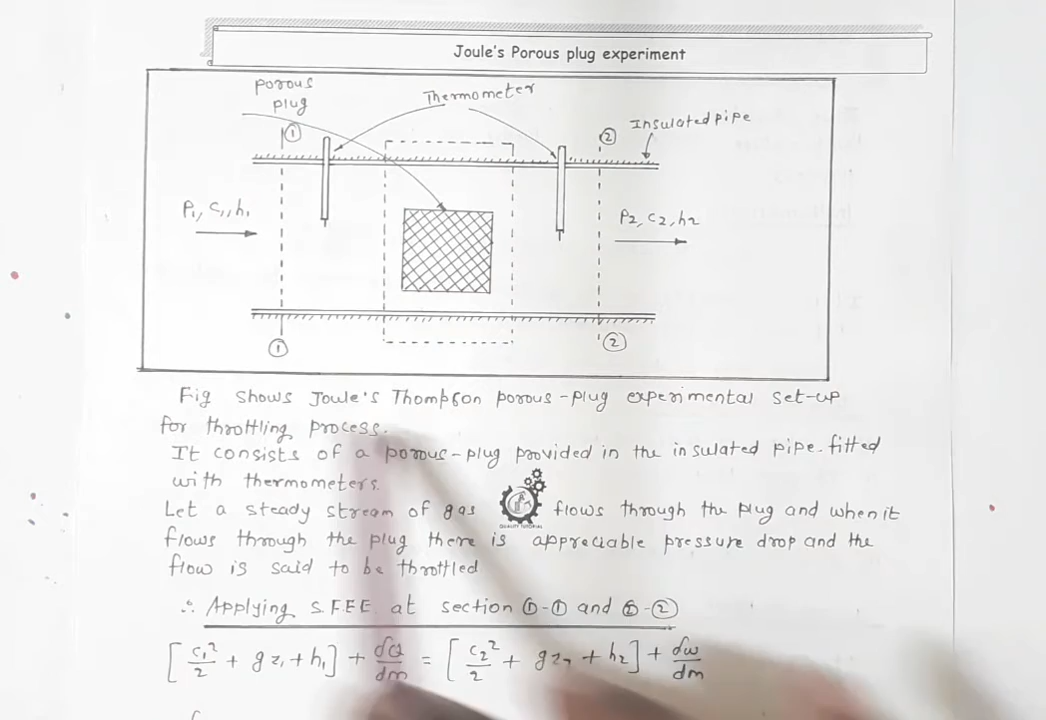 Joule's Porous plug experiment
porous
plug
Thermometer
Insulated pipe
1
2
P1, C1, h1
P2, C2, h2
1
2
Fig shows Joule's Thompson porous-plug experimental set-up
for throttling process.
It consists of a porous-plug provided in the insulated pipe fitted
with thermometers.
Let a steady stream of gas flows through the plug and when it
QUALITY TUTORIAL
flows through the plug there is appreciable pressure drop and the
flow is said to be throttled
∴ Applying S.F.E.E. at section ①-① and ②-②
[c1²/2 + gz1 + h1] + dQ/dm = [c2²/2 + gz2 + h2] + dw/dm